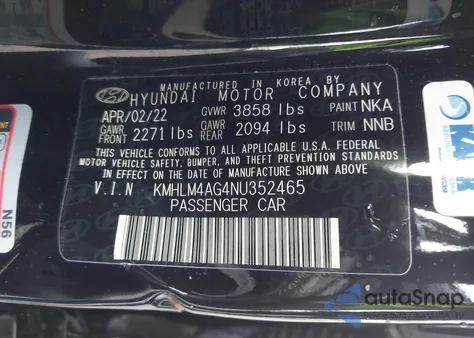 MANUFACTURED IN KOREA BY
HYUNDAI MOTOR COMPANY
APR/02/22 GVWR 3858 lbs PAINT NKA
GAWR 2271 lbs GAWR 2094 lbs TRIM NNB
THIS VEHICLE CONFORMS TO ALL APPLICABLE U.S.A. FEDERAL
MOTOR VEHICLE SAFETY, BUMPER, AND THEFT PREVENTION STANDARDS
IN EFFECT ON THE DATE OF MANUFACTURE SHOWN ABOVE.
V.I.N KMHLM4AG4NU352465
PASSENGER CAR
N56
autoSnap